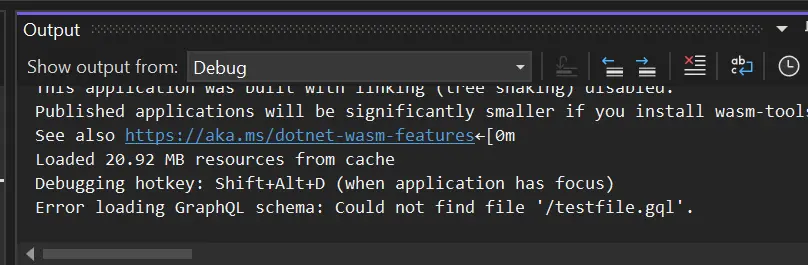 Output
Show output from: Debug
This application was built with linking (tree shaking) disabled.
Published applications will be significantly smaller if you install wasm-tools
See also https://aka.ms/dotnet-wasm-features←[0m
Loaded 20.92 MB resources from cache
Debugging hotkey: Shift+Alt+D (when application has focus)
Error loading GraphQL schema: Could not find file '/testfile.gql'.